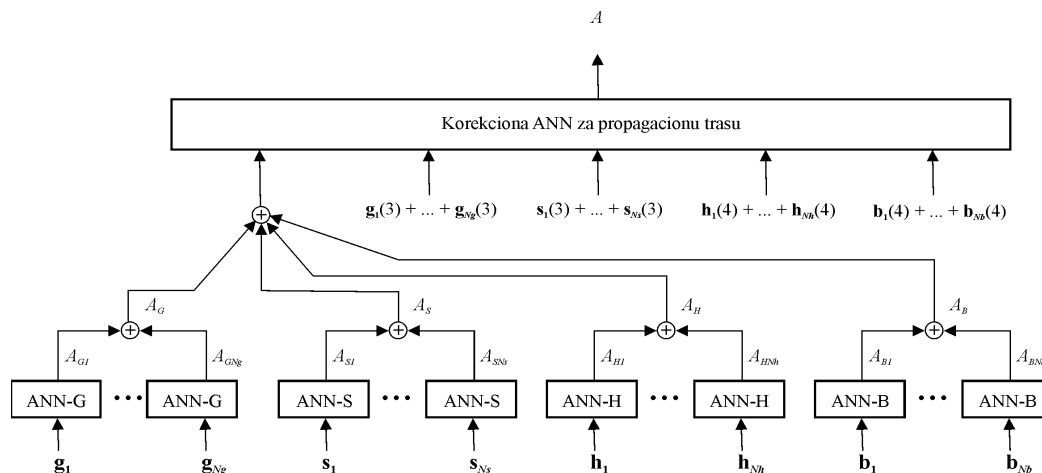 A
Korekciona ANN za propagacionu trasu
g1(3) + ... + gNg(3) s1(3) + ... + sNs(3) h1(4) + ... + hNh(4) b1(4) + ... + bNb(4)
+
AG AS AH AB
+ + + +
AG1 AGNg AS1 ASNs AH1 AHNh AB1
ANN-G ... ANN-G ANN-S ... ANN-S ANN-H ... ANN-H ANN-B ... ANN-B
g1 gNg s1 sNs h1 hNh b1 bNb